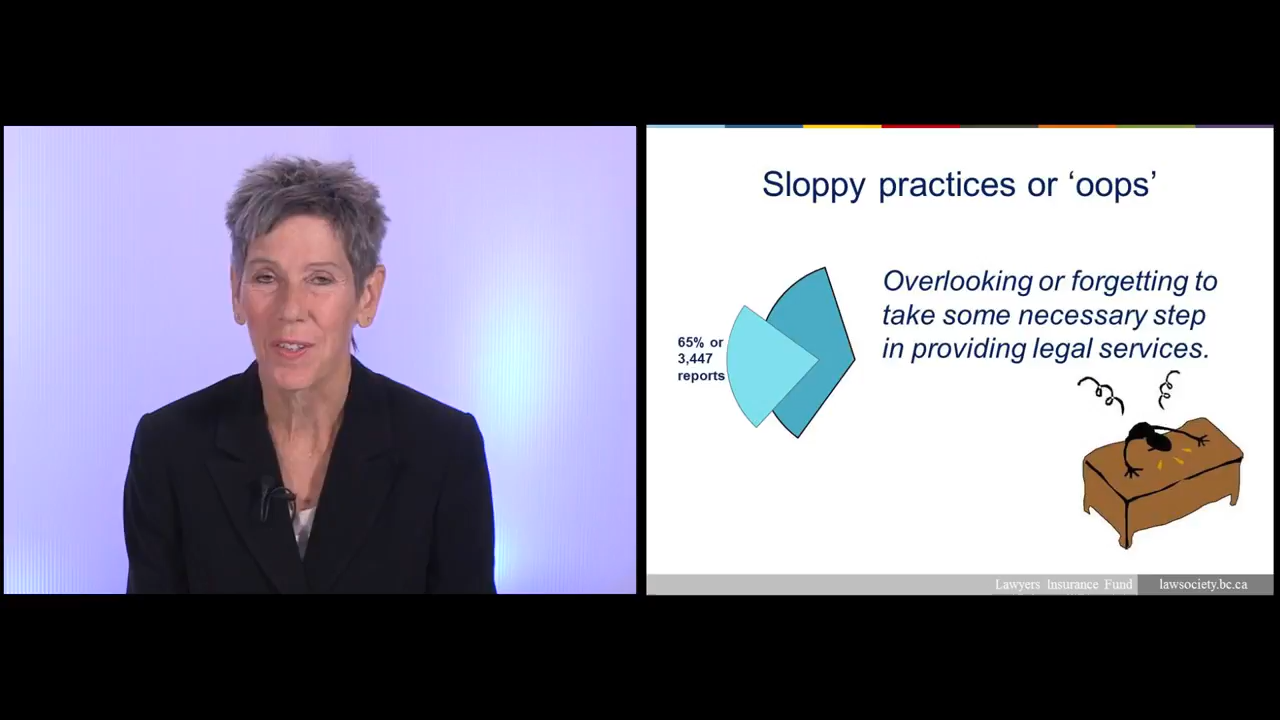 Sloppy practices or ‘oops’
65% or
3,447
reports
Overlooking or forgetting to
take some necessary step
in providing legal services.
Lawyers Insurance Fund
lawsociety.bc.ca